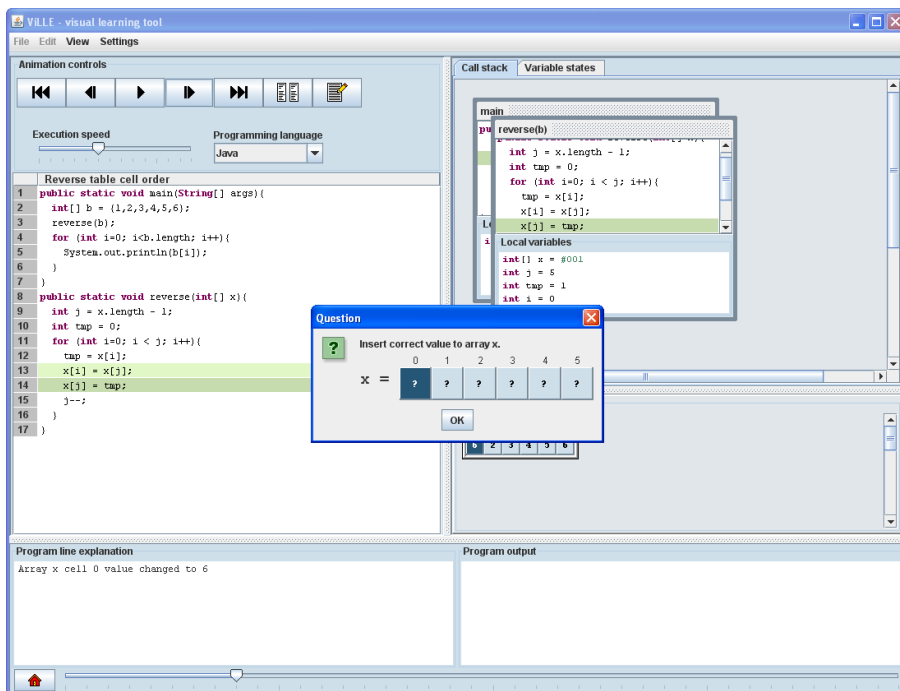 ViLLE - visual learning tool
File Edit View Settings
Animation controls
Execution speed
Programming language
Java
Reverse table cell order
1 public static void main(String[] args){
2 int[] b = {1,2,3,4,5,6};
3 reverse(b);
4 for (int i=0; i<b.length; i++){
5 System.out.println(b[i]);
6 }
7 }
8 public static void reverse(int[] x){
9 int j = x.length - 1;
10 int tmp = 0;
11 for (int i=0; i < j; i++){
12 tmp = x[i];
13 x[i] = x[j];
14 x[j] = tmp;
15 j--;
16 }
17 }
Call stack Variable states
main
reverse(b)
int j = x.length - 1;
int tmp = 0;
for (int i=0; i < j; i++){
tmp = x[i];
x[i] = x[j];
x[j] = tmp;
Local variables
int[] x = #001
int j = 5
int tmp = 1
int i = 0
Question
?
Insert correct value to array x.
0 1 2 3 4 5
x = ? ? ? ? ? ?
OK
6 2 3 4 5 6
Program line explanation
Array x cell 0 value changed to 6
Program output